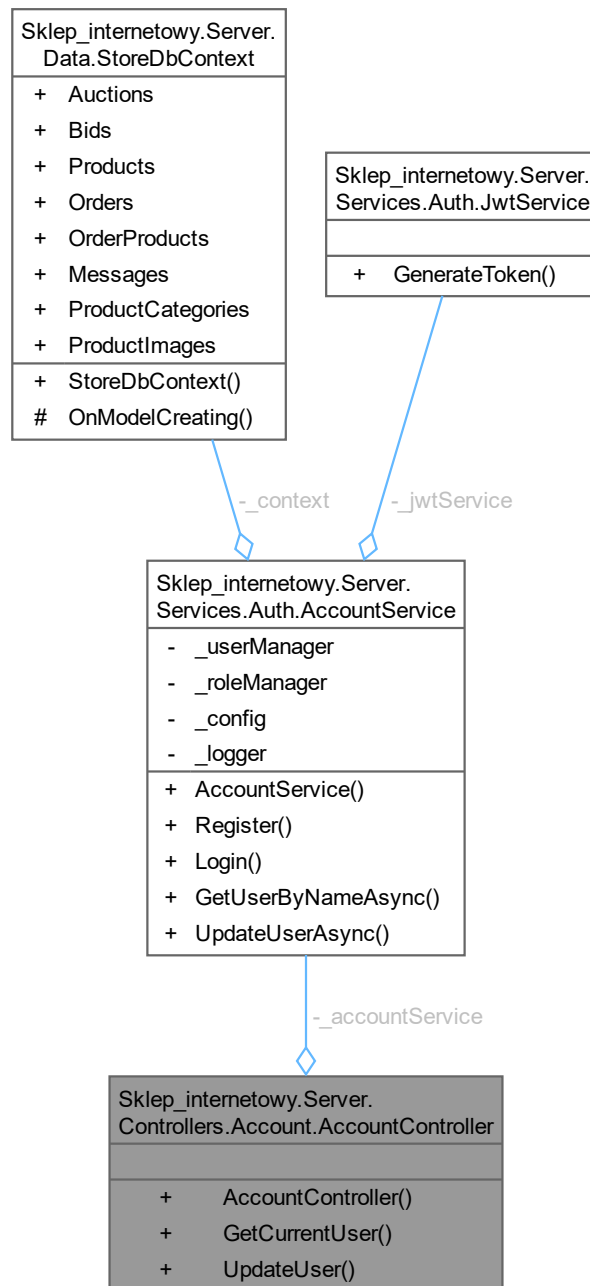 Sklep_internetowy.Server.
Data.StoreDbContext
+ Auctions
+ Bids
+ Products
+ Orders
+ OrderProducts
+ Messages
+ ProductCategories
+ ProductImages
+ StoreDbContext()
# OnModelCreating()
Sklep_internetowy.Server.
Services.Auth.JwtService
+ GenerateToken()
-_context
-_jwtService
Sklep_internetowy.Server.
Services.Auth.AccountService
- _userManager
- _roleManager
- _config
- _logger
+ AccountService()
+ Register()
+ Login()
+ GetUserByNameAsync()
+ UpdateUserAsync()
-_accountService
Sklep_internetowy.Server.
Controllers.Account.AccountController
+ AccountController()
+ GetCurrentUser()
+ UpdateUser()